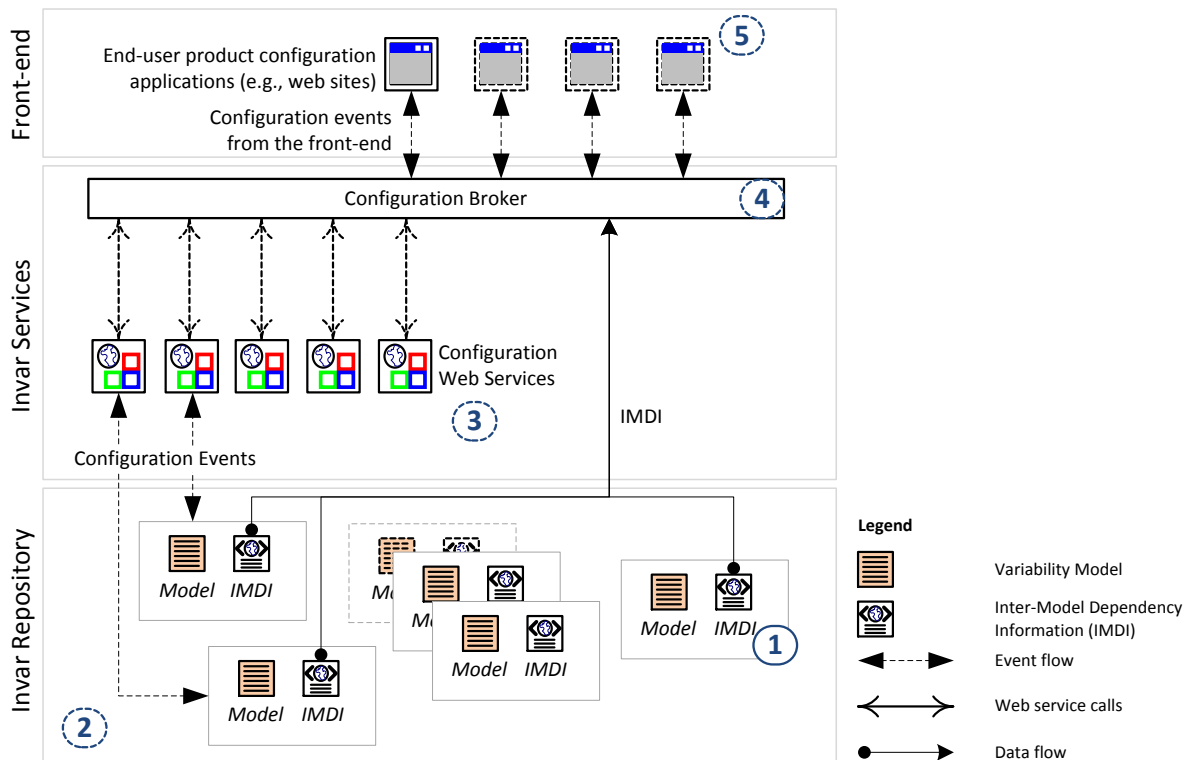 Front-end
End-user product configuration
applications (e.g., web sites)
5
Configuration events
from the front-end
Invar Services
Configuration Broker
4
Configuration
Web Services
3
IMDI
Configuration Events
Invar Repository
Model
IMDI
Mo
Mo
Model
IMDI
Model
IMDI
1
Model
IMDI
2
Legend
Variability Model
Inter-Model Dependency
Information (IMDI)
Event flow
Web service calls
Data flow